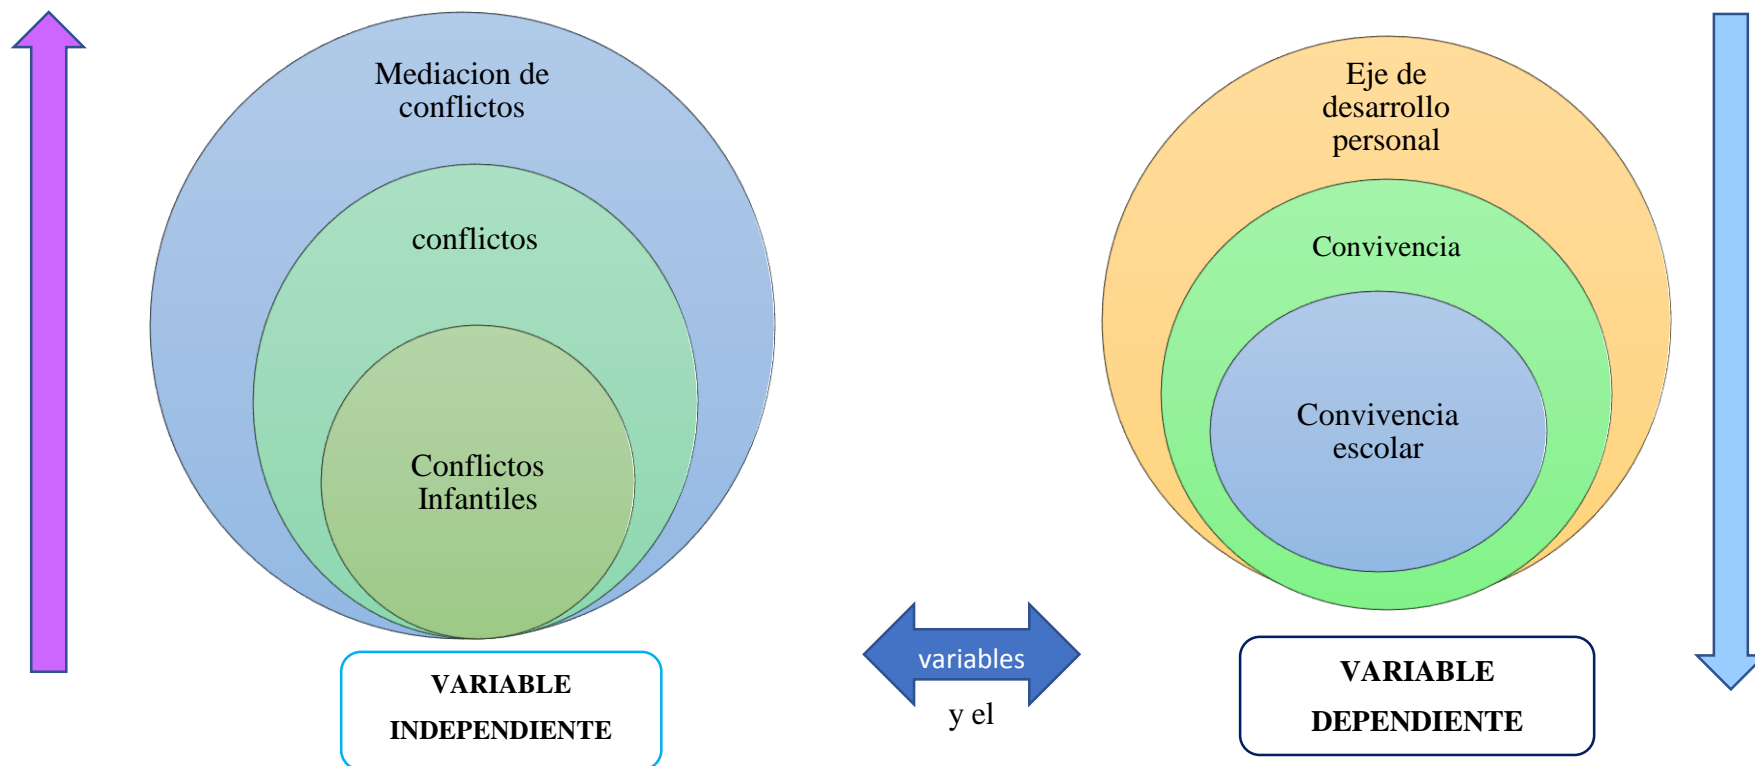 Mediacion de
conflictos
conflictos
Conflictos
Infantiles
VARIABLE
INDEPENDIENTE
variables
y el
Eje de
desarrollo
personal
Convivencia
Convivencia
escolar
VARIABLE
DEPENDIENTE